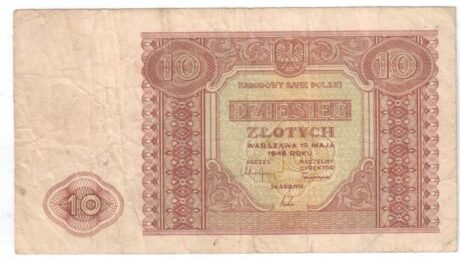 10 10
NARODOWY BANK POLSKI
DZIESIĘĆ
ZŁOTYCH
WARSZAWA 15 MAJA
1946 ROKU
PREZES NACZELNY
DYREKTOR
SKARBNIK
10